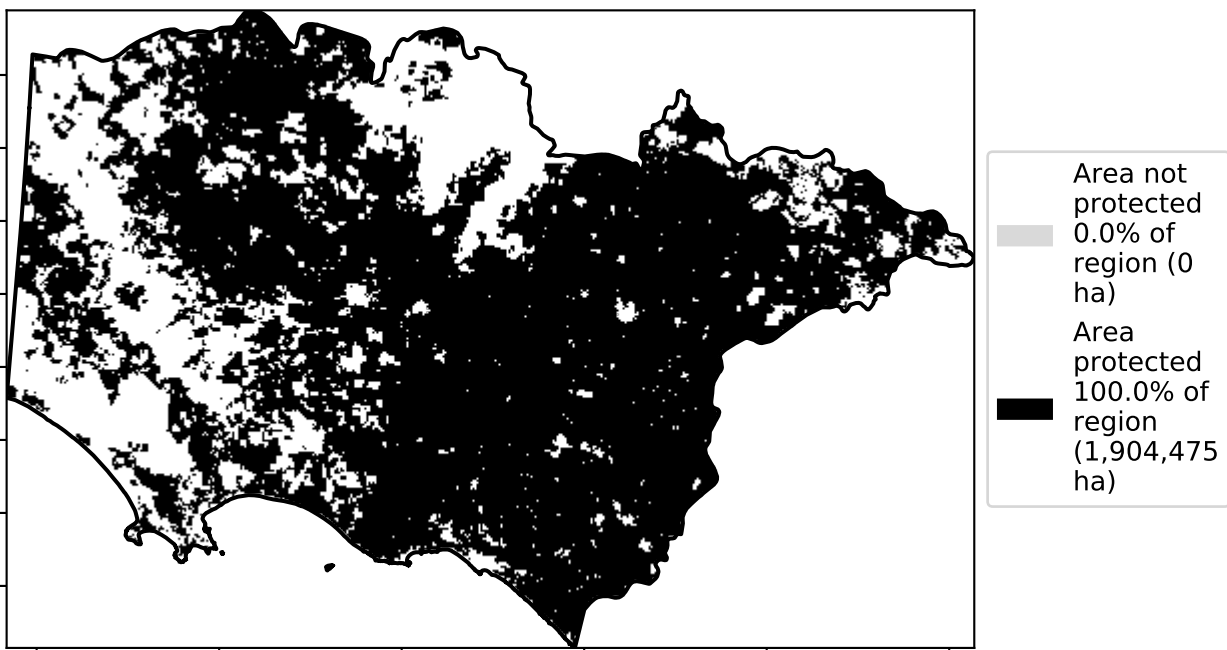 Area not
protected
0.0% of
region (0
ha)
Area
protected
100.0% of
region
(1,904,475
ha)